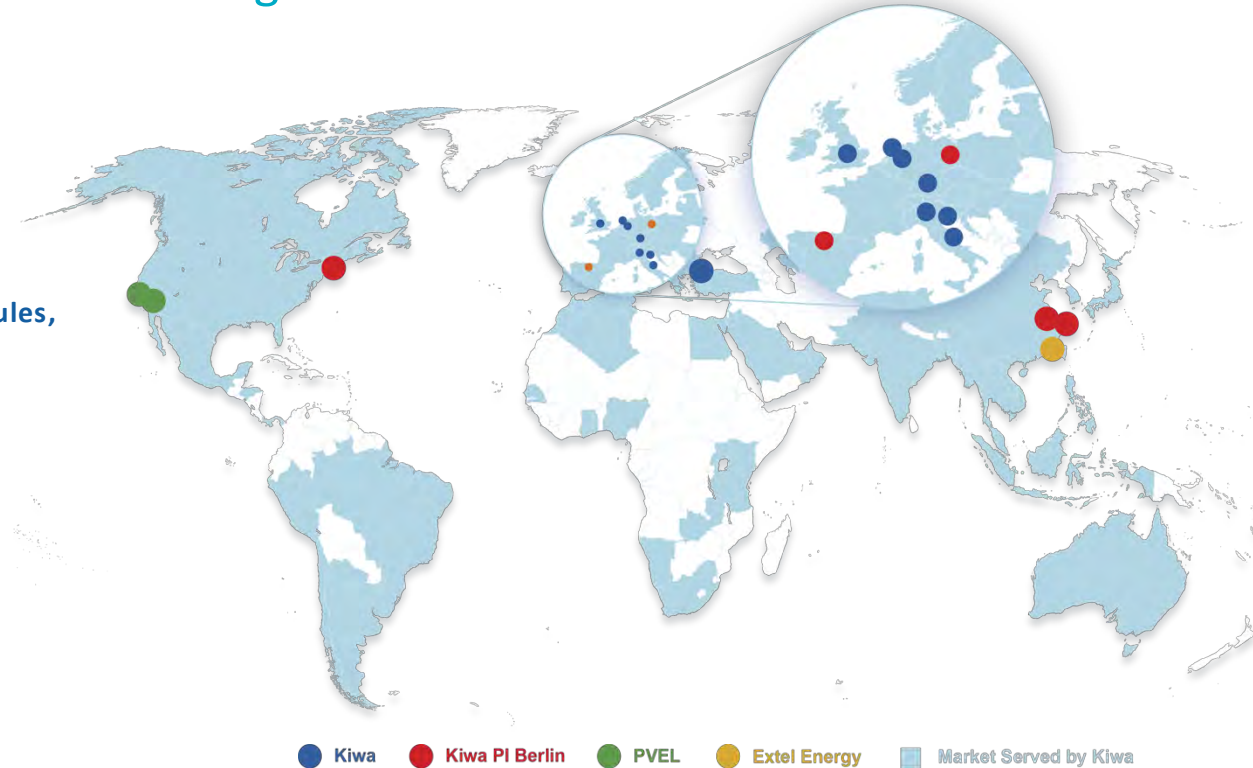 ules,
Kiwa
Kiwa PI Berlin
PVEL
Extel Energy
Market Served by Kiwa